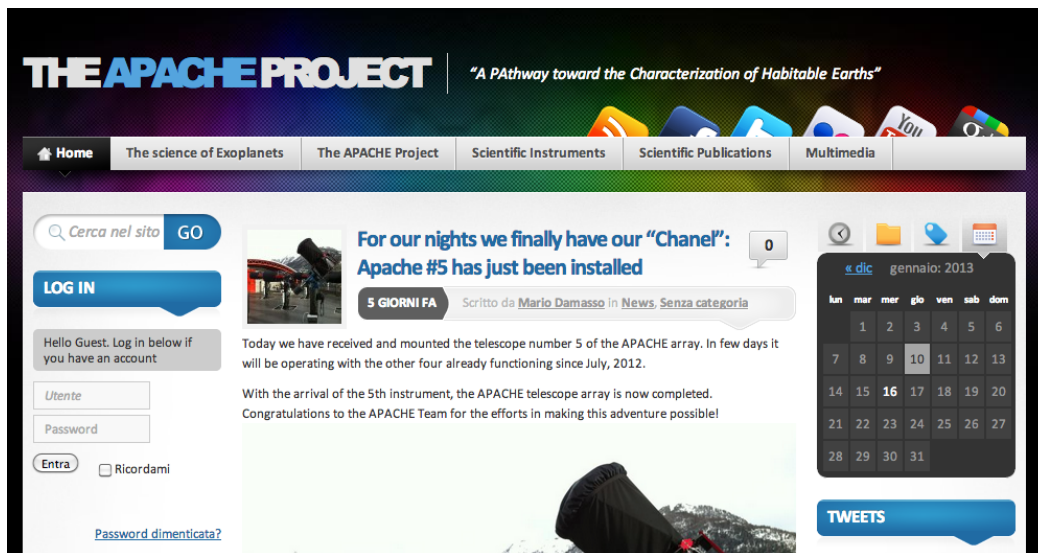 THE APACHE PROJECT
"A PAthway toward the Characterization of Habitable Earths"
You
Home
The science of Exoplanets
The APACHE Project
Scientific Instruments
Scientific Publications
Multimedia
Cerca nel sito GO
LOG IN
Hello Guest. Log in below if
you have an account
Utente
Password
Entra Ricordami
Password dimenticata?
For our nights we finally have our “Chanel”:
Apache #5 has just been installed
0
5 GIORNI FA Scritto da Mario Damasso in News, Senza categoria
Today we have received and mounted the telescope number 5 of the APACHE array. In few days it
will be operating with the other four already functioning since July, 2012.
With the arrival of the 5th instrument, the APACHE telescope array is now completed.
Congratulations to the APACHE Team for the efforts in making this adventure possible!
« dic gennaio: 2013
lun mar mer gio ven sab dom
1 2 3 4 5 6
7 8 9 10 11 12 13
14 15 16 17 18 19 20
21 22 23 24 25 26 27
28 29 30 31
TWEETS